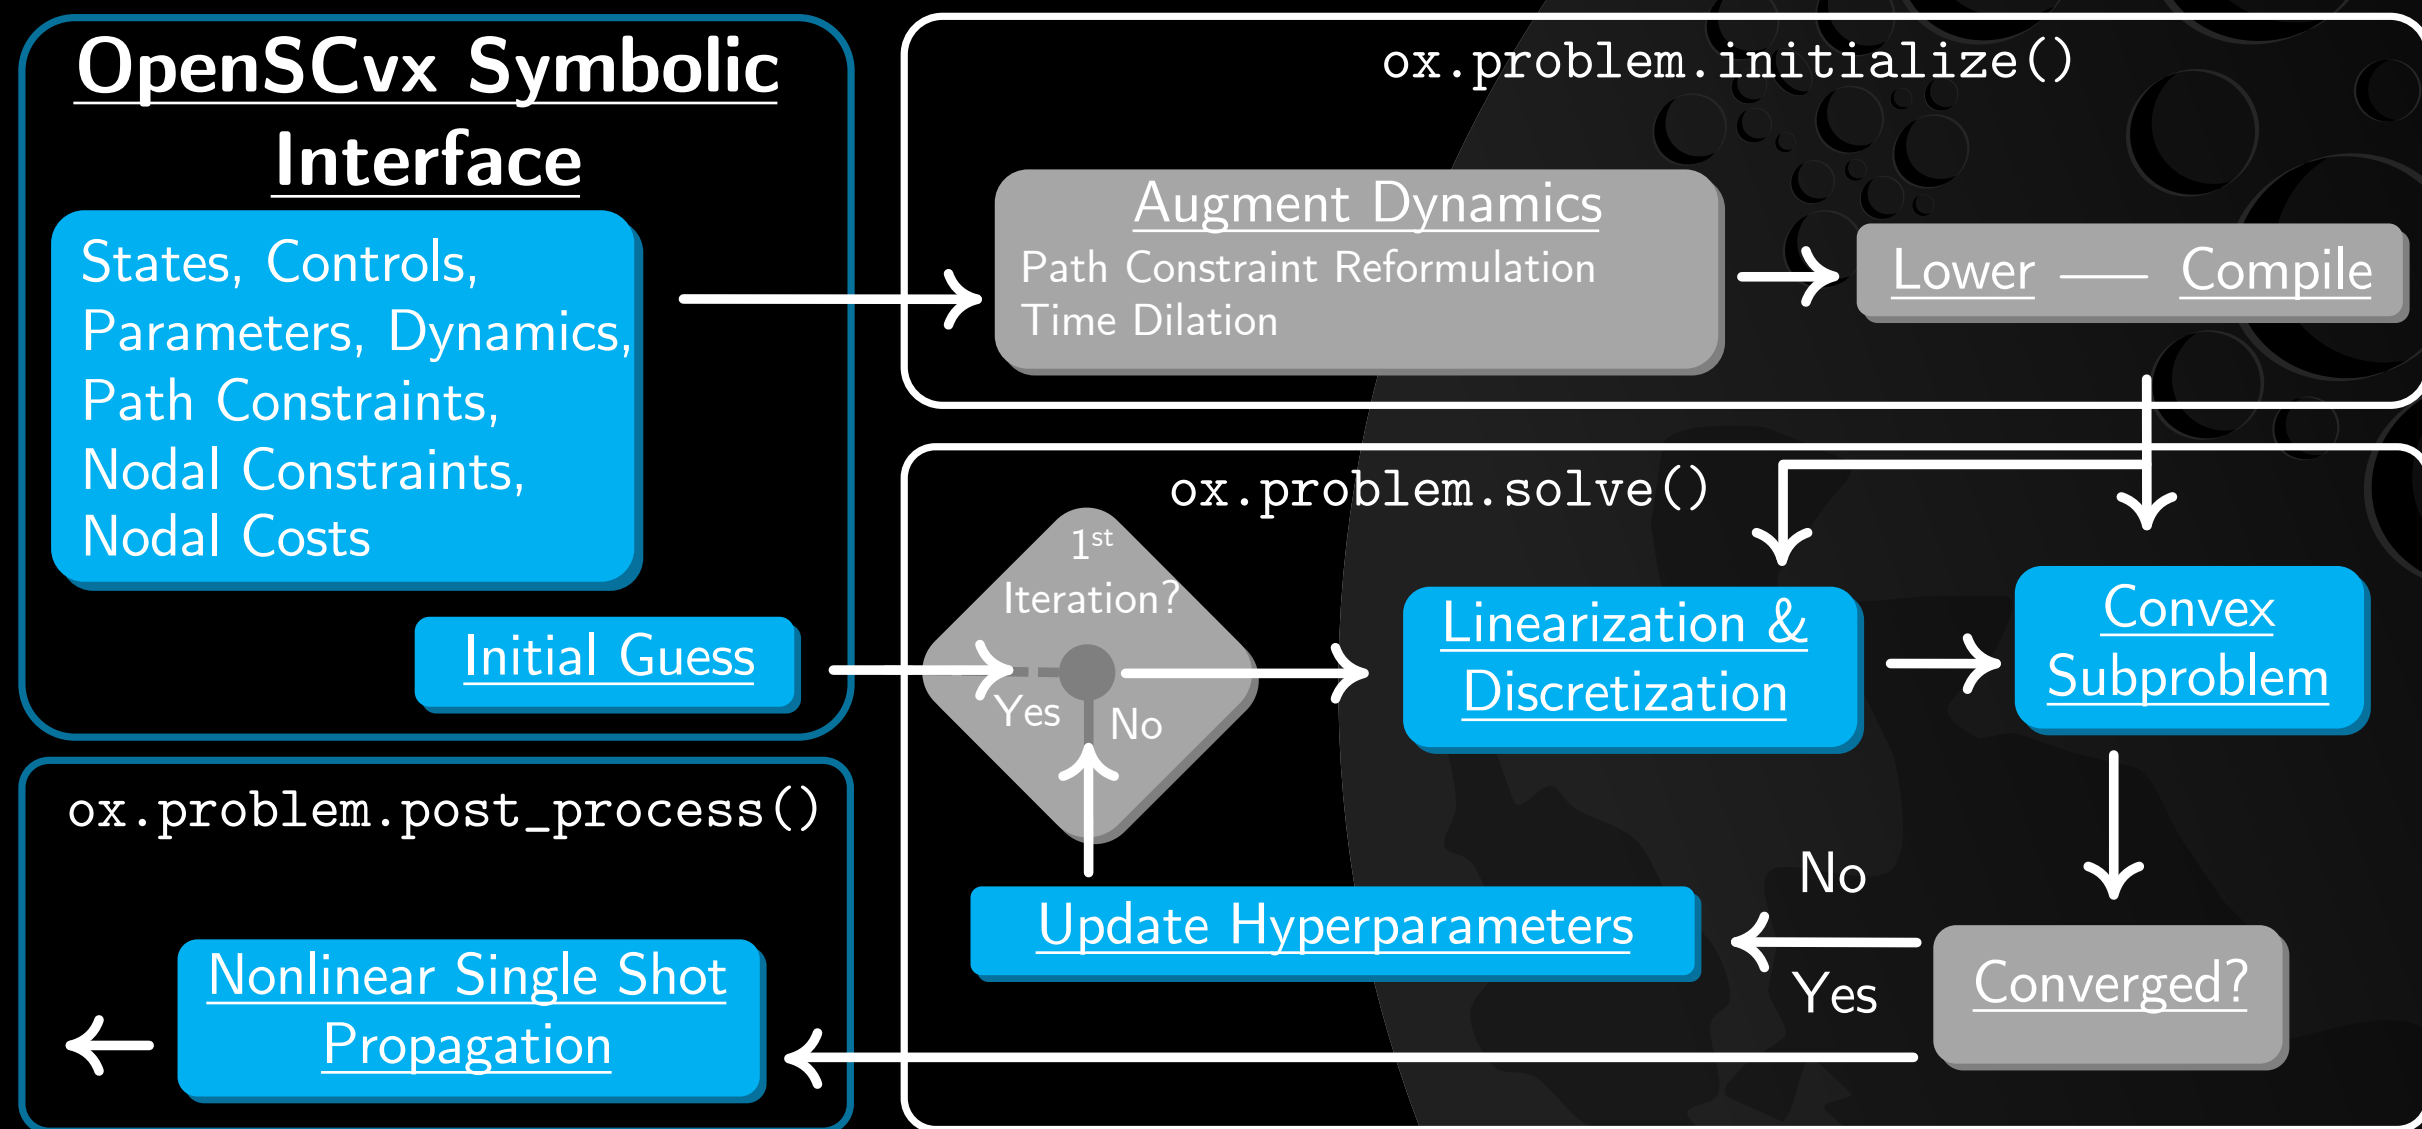 OpenSCvx Symbolic
Interface
States, Controls,
Parameters, Dynamics,
Path Constraints,
Nodal Constraints,
Nodal Costs
Initial Guess
ox.problem.initialize()
Augment Dynamics
Path Constraint Reformulation
Time Dilation
Lower — Compile
ox.problem.solve()
1st
Iteration?
Yes
No
Linearization &
Discretization
Convex
Subproblem
No
Update Hyperparameters
Yes
Converged?
ox.problem.post_process()
Nonlinear Single Shot
Propagation